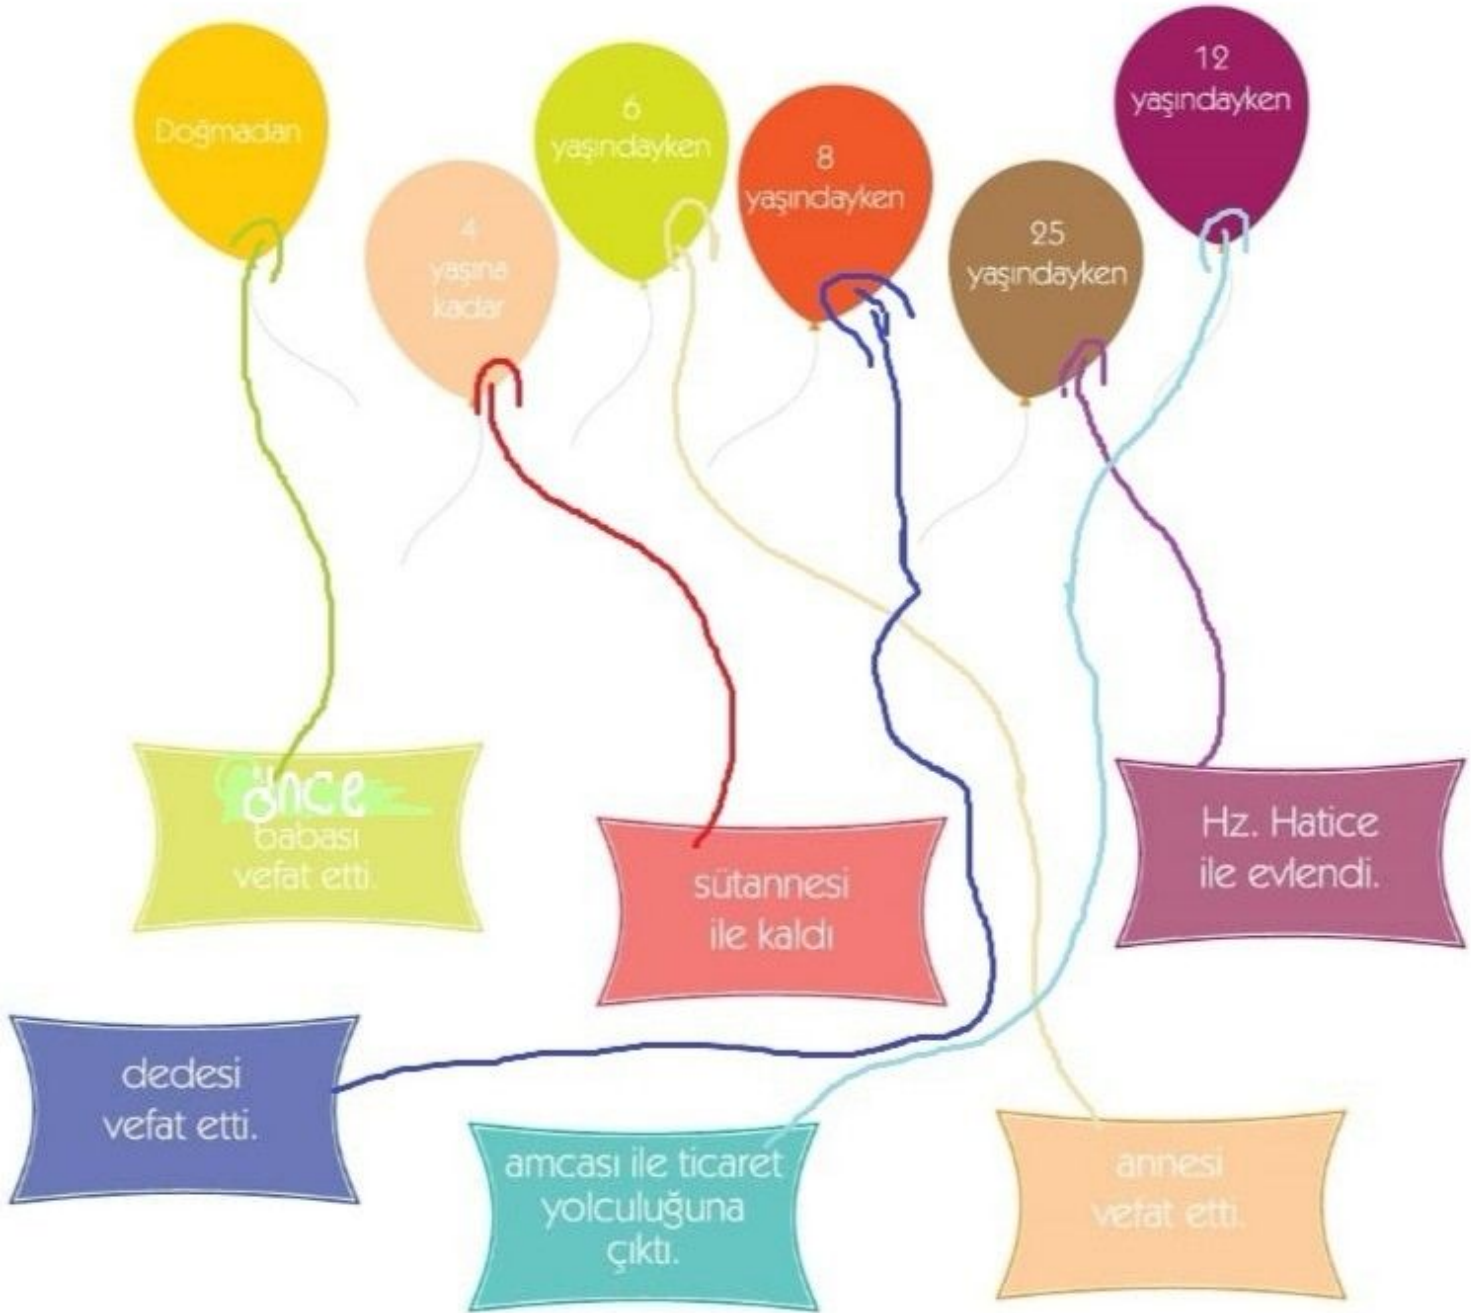 Doğmadan
4
yaşına
kadar
6
yaşındayken
8
yaşındayken
25
yaşındayken
12
yaşındayken
önce
babası
vefat etti.
sütannesi
ile kaldı
Hz. Hatice
ile evlendi.
dedesi
vefat etti.
amcası ile ticaret
yolculuğuna
çıktı.
annesi
vefat etti.